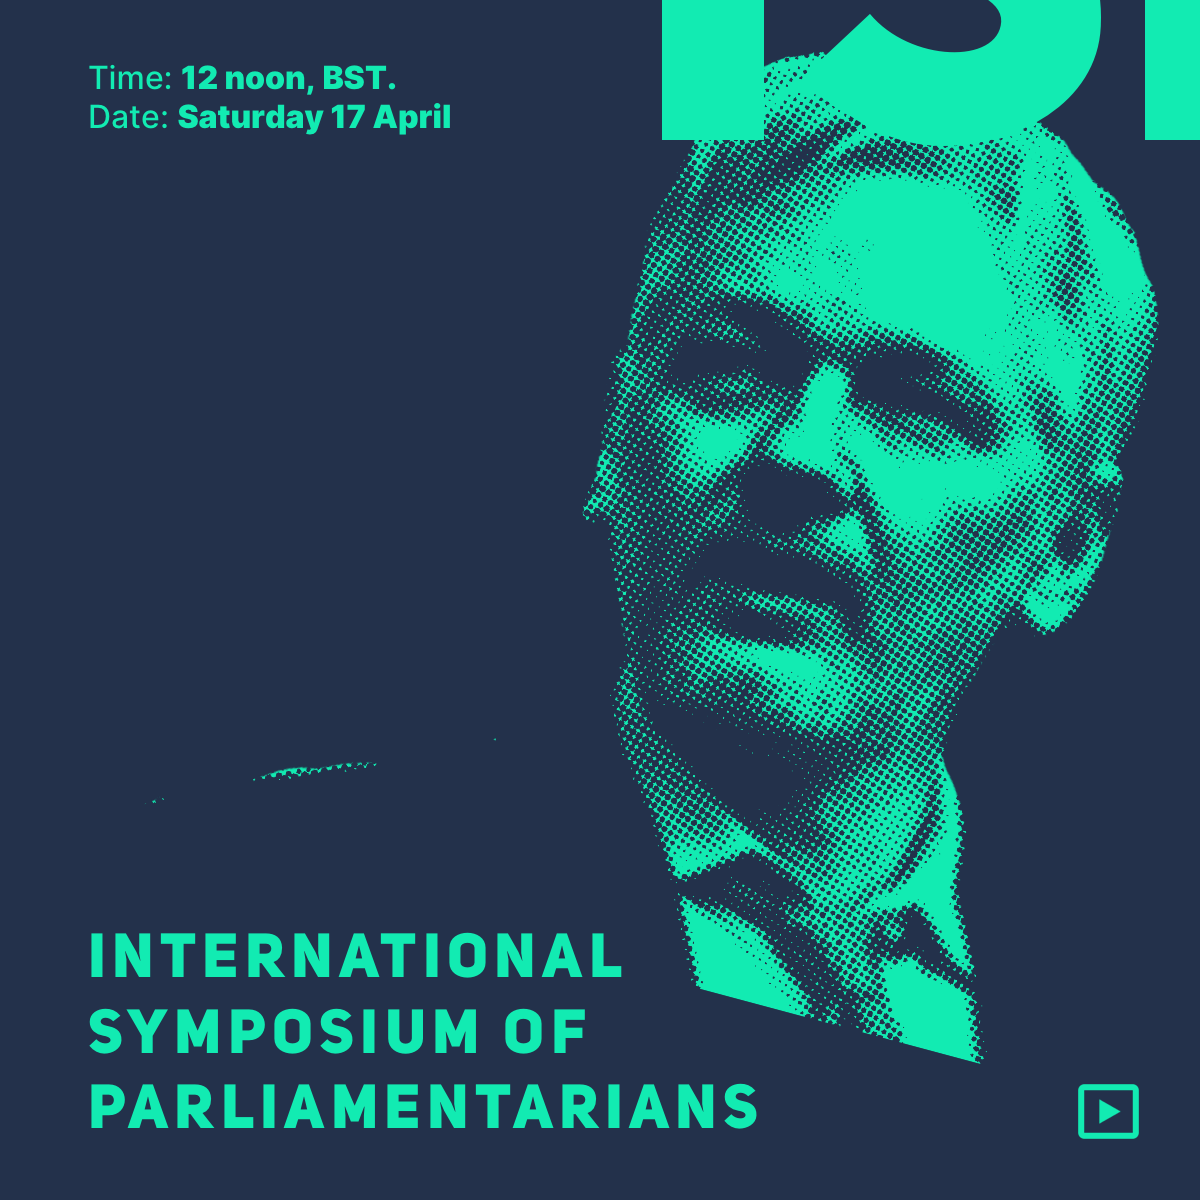 Time: 12 noon, BST.
Date: Saturday 17 April
INTERNATIONAL
SYMPOSIUM OF
PARLIAMENTARIANS